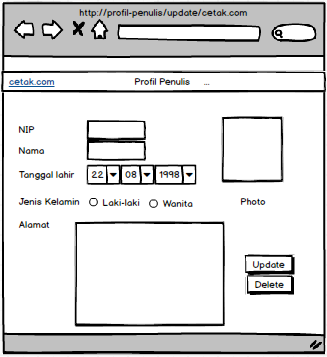 http://profil-penulis/update/cetak.com
cetak.com Profil Penulis ...
NIP
Nama
Tanggal lahir 22 08 1998
Jenis Kelamin Laki-laki Wanita Photo
Alamat
Update
Delete